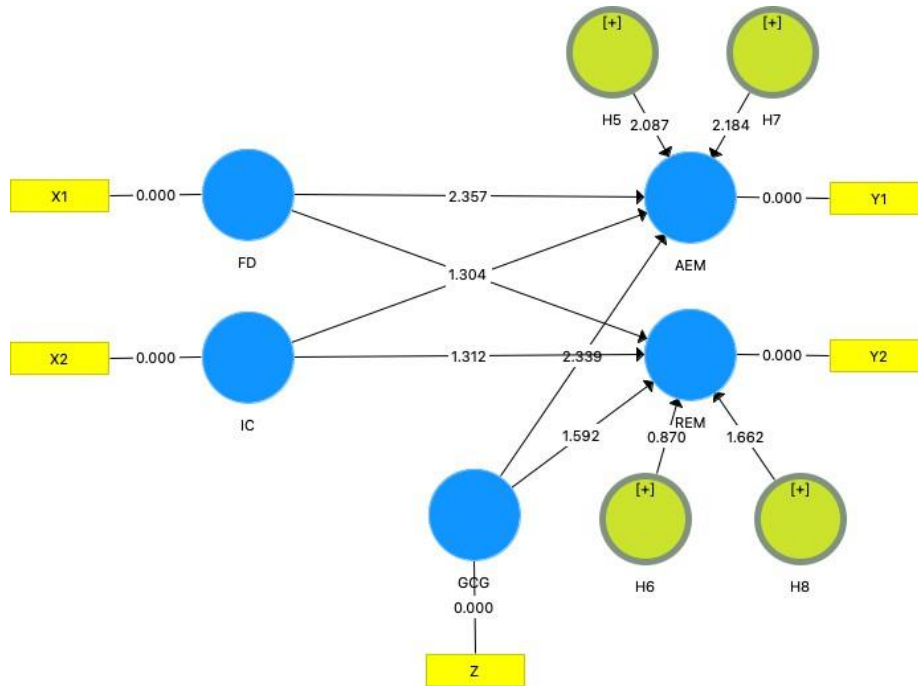 [+]
[+]
H5
H7
2.087
2.184
X1
0.000
2.357
0.000
Y1
FD
AEM
1.304
X2
0.000
1.312
2.339
0.000
Y2
IC
REM
1.592
0.870
1.662
[+]
[+]
GCG
H6
H8
0.000
Z